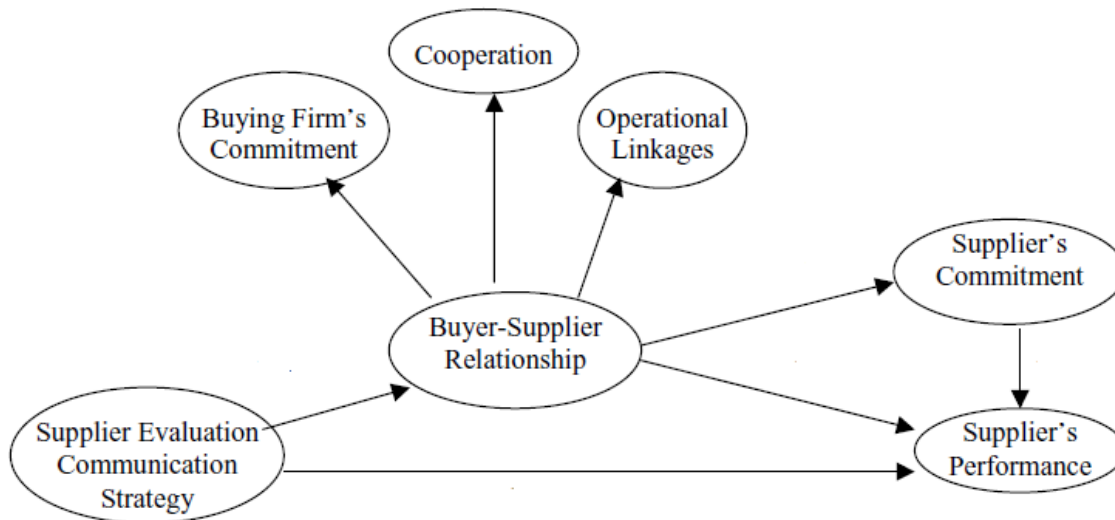 Cooperation
Buying Firm's
Commitment
Operational
Linkages
Supplier's
Commitment
Buyer-Supplier
Relationship
Supplier Evaluation
Communication
Strategy
Supplier's
Performance